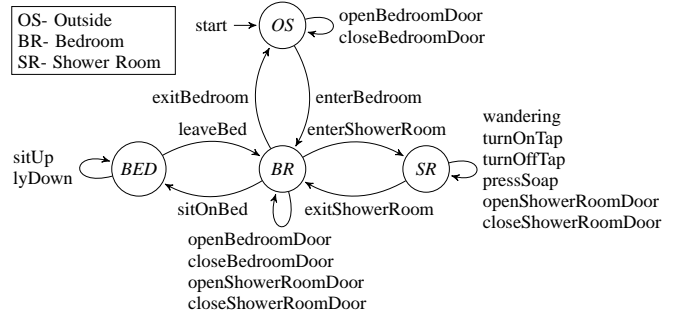 OS- Outside
BR- Bedroom
SR- Shower Room
start
OS
openBedroomDoor
closeBedroomDoor
exitBedroom
enterBedroom
leaveBed
enterShowerRoom
wandering
turnOnTap
turnOffTap
pressSoap
openShowerRoomDoor
closeShowerRoomDoor
sitUp
lyDown
BED
BR
SR
sitOnBed
exitShowerRoom
openBedroomDoor
closeBedroomDoor
openShowerRoomDoor
closeShowerRoomDoor